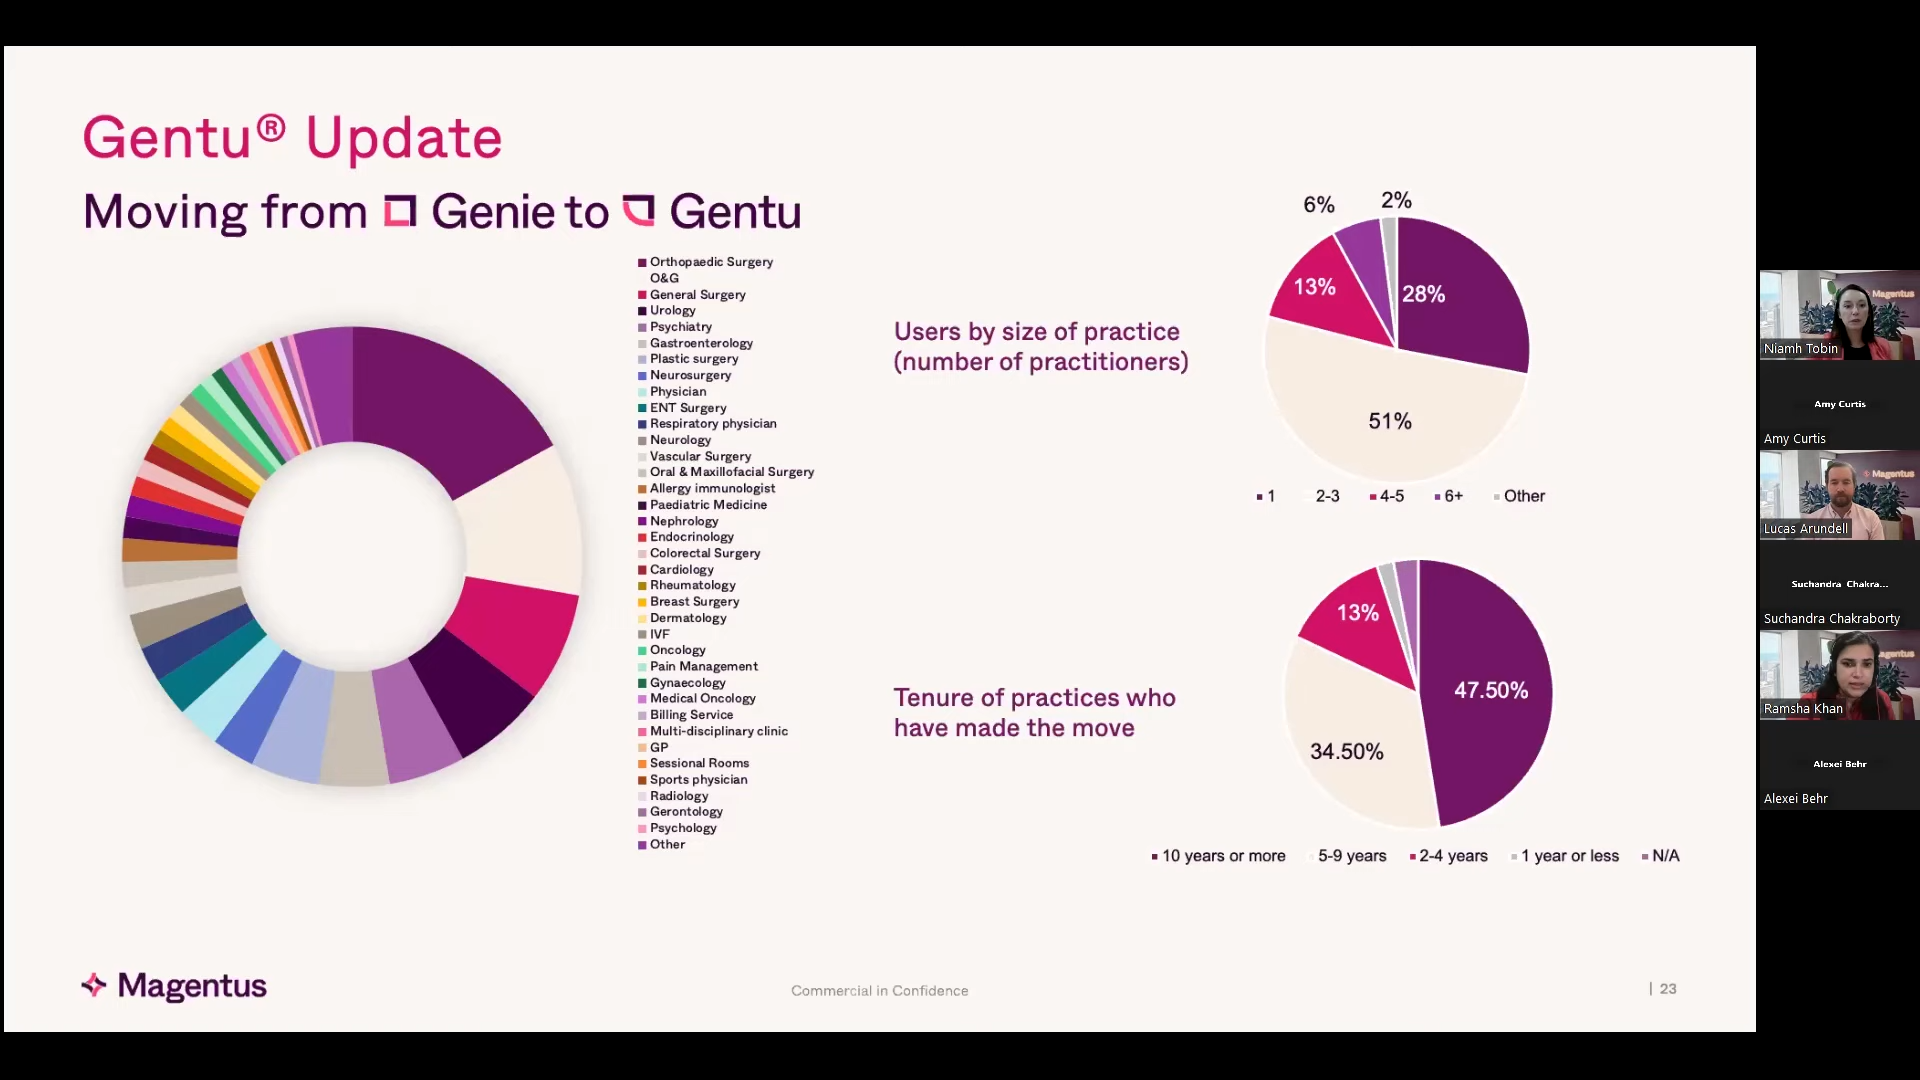 Gentu® Update
Moving from Genie to Gentu
Orthopaedic Surgery
O&G
General Surgery
Urology
Psychiatry
Gastroenterology
Plastic surgery
Neurosurgery
Physician
ENT Surgery
Respiratory physician
Neurology
Vascular Surgery
Oral & Maxillofacial Surgery
Allergy immunologist
Paediatric Medicine
Nephrology
Endocrinology
Colorectal Surgery
Cardiology
Rheumatology
Breast Surgery
Dermatology
IVF
Oncology
Pain Management
Gynaecology
Medical Oncology
Billing Service
Multi-disciplinary clinic
GP
Sessional Rooms
Sports physician
Radiology
Gerontology
Psychology
Other
Users by size of practice
(number of practitioners)
6%
2%
13%
28%
51%
1 2-3 4-5 6+ Other
Tenure of practices who
have made the move
13%
47.50%
34.50%
10 years or more 5-9 years 2-4 years 1 year or less N/A
Magentus
Commercial in Confidence
| 23
Magentus
Niamh Tobin
Amy Curtis
Amy Curtis
Magentus
Lucas Arundell
Suchandra Chakra...
Suchandra Chakraborty
agentus
Ramsha Khan
Alexei Behr
Alexei Behr